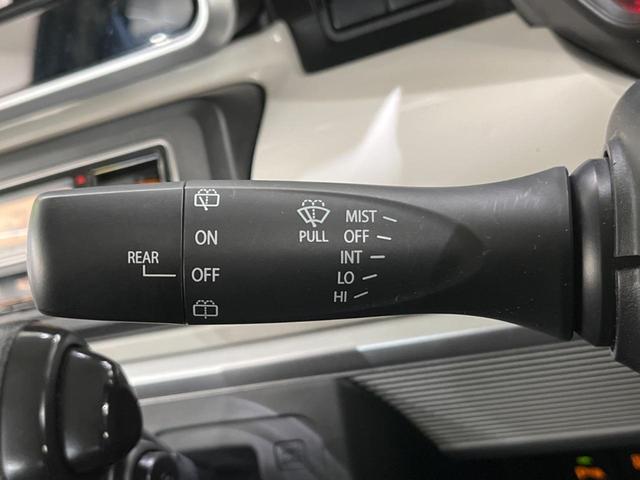 REAR
ON
OFF
PULL
MIST
OFF
INT
LO
HI